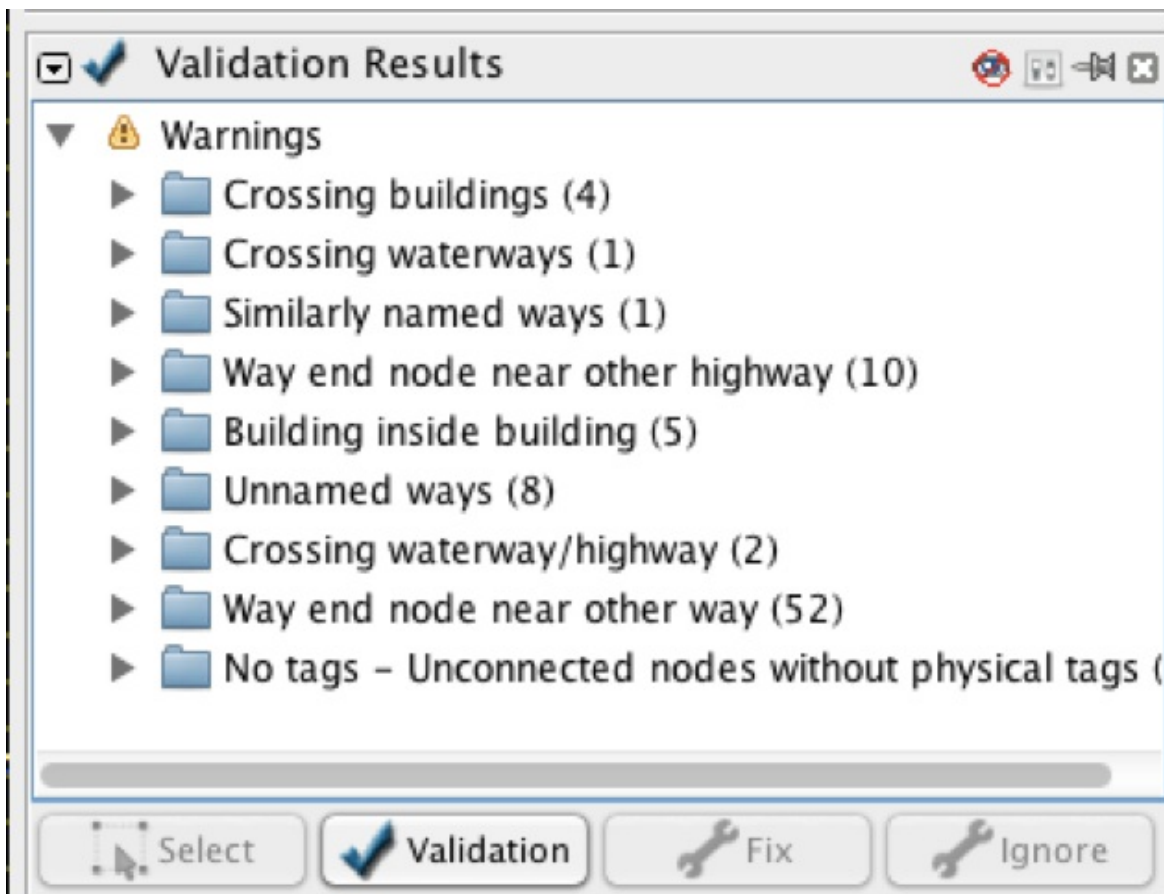 Validation Results
Warnings
Crossing buildings (4)
Crossing waterways (1)
Similarly named ways (1)
Way end node near other highway (10)
Building inside building (5)
Unnamed ways (8)
Crossing waterway/highway (2)
Way end node near other way (52)
No tags – Unconnected nodes without physical tags (
Select Validation Fix Ignore